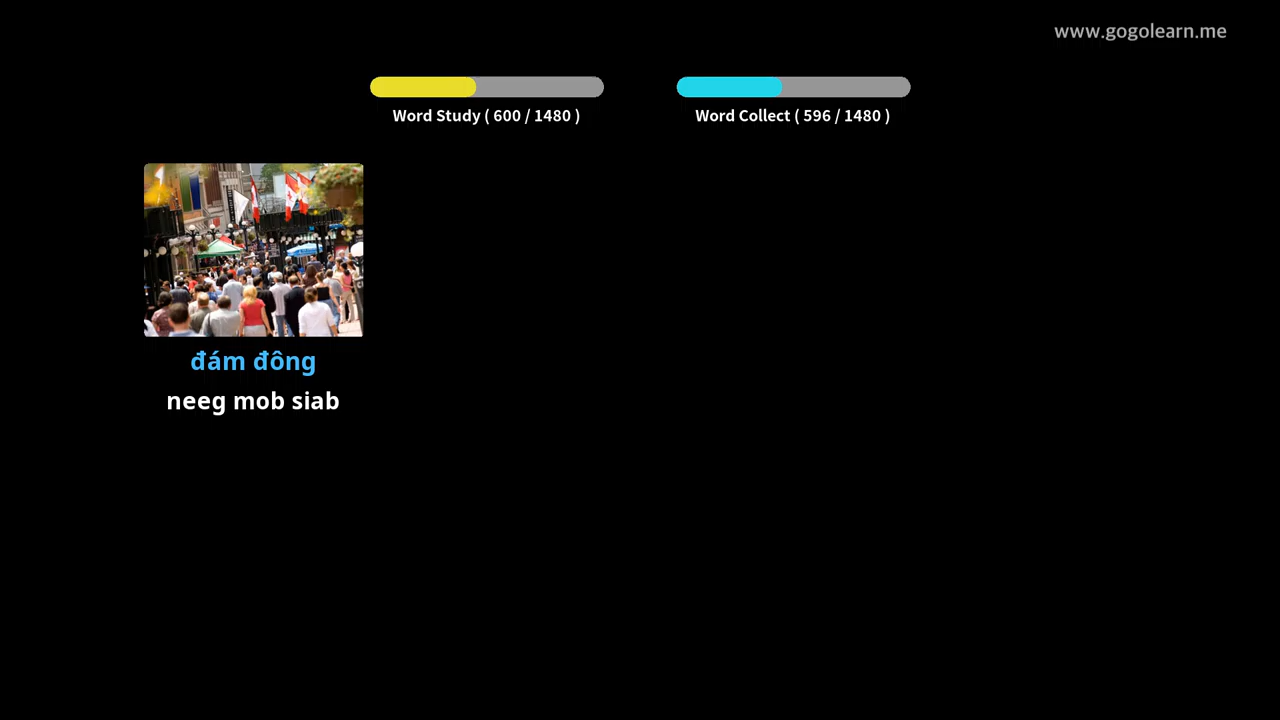 www.gogolearn.me
Word Study ( 600 / 1480 )
Word Collect ( 596 / 1480 )
đám đông
neeg mob siab